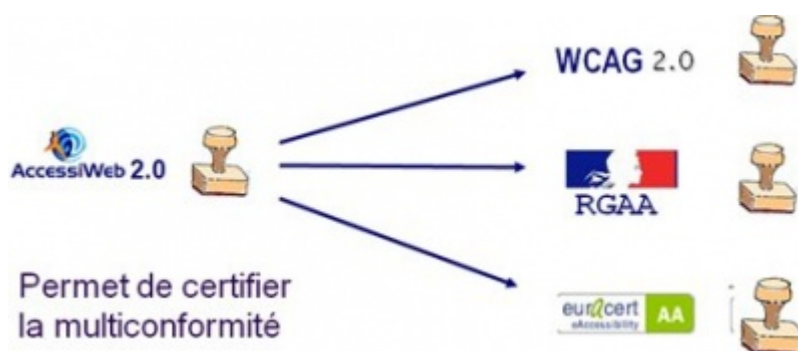 WCAG 2.0
AccessiWeb 2.0
RGAA
Permet de certifier
la multiconformité
euracert AA
eAccessibility